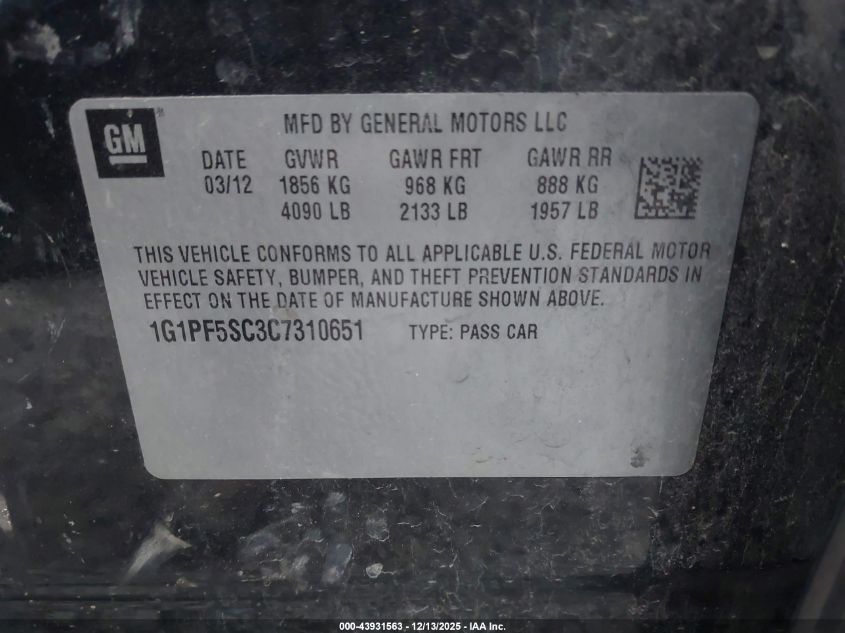 GM
MFD BY GENERAL MOTORS LLC
DATE GVWR GAWR FRT GAWR RR
03/12 1856 KG 968 KG 888 KG
4090 LB 2133 LB 1957 LB
THIS VEHICLE CONFORMS TO ALL APPLICABLE U.S. FEDERAL MOTOR
VEHICLE SAFETY, BUMPER, AND THEFT PREVENTION STANDARDS IN
EFFECT ON THE DATE OF MANUFACTURE SHOWN ABOVE.
1G1PF5SC3C7310651 TYPE: PASS CAR
000-43931563 - 12/13/2025 - IAA Inc.